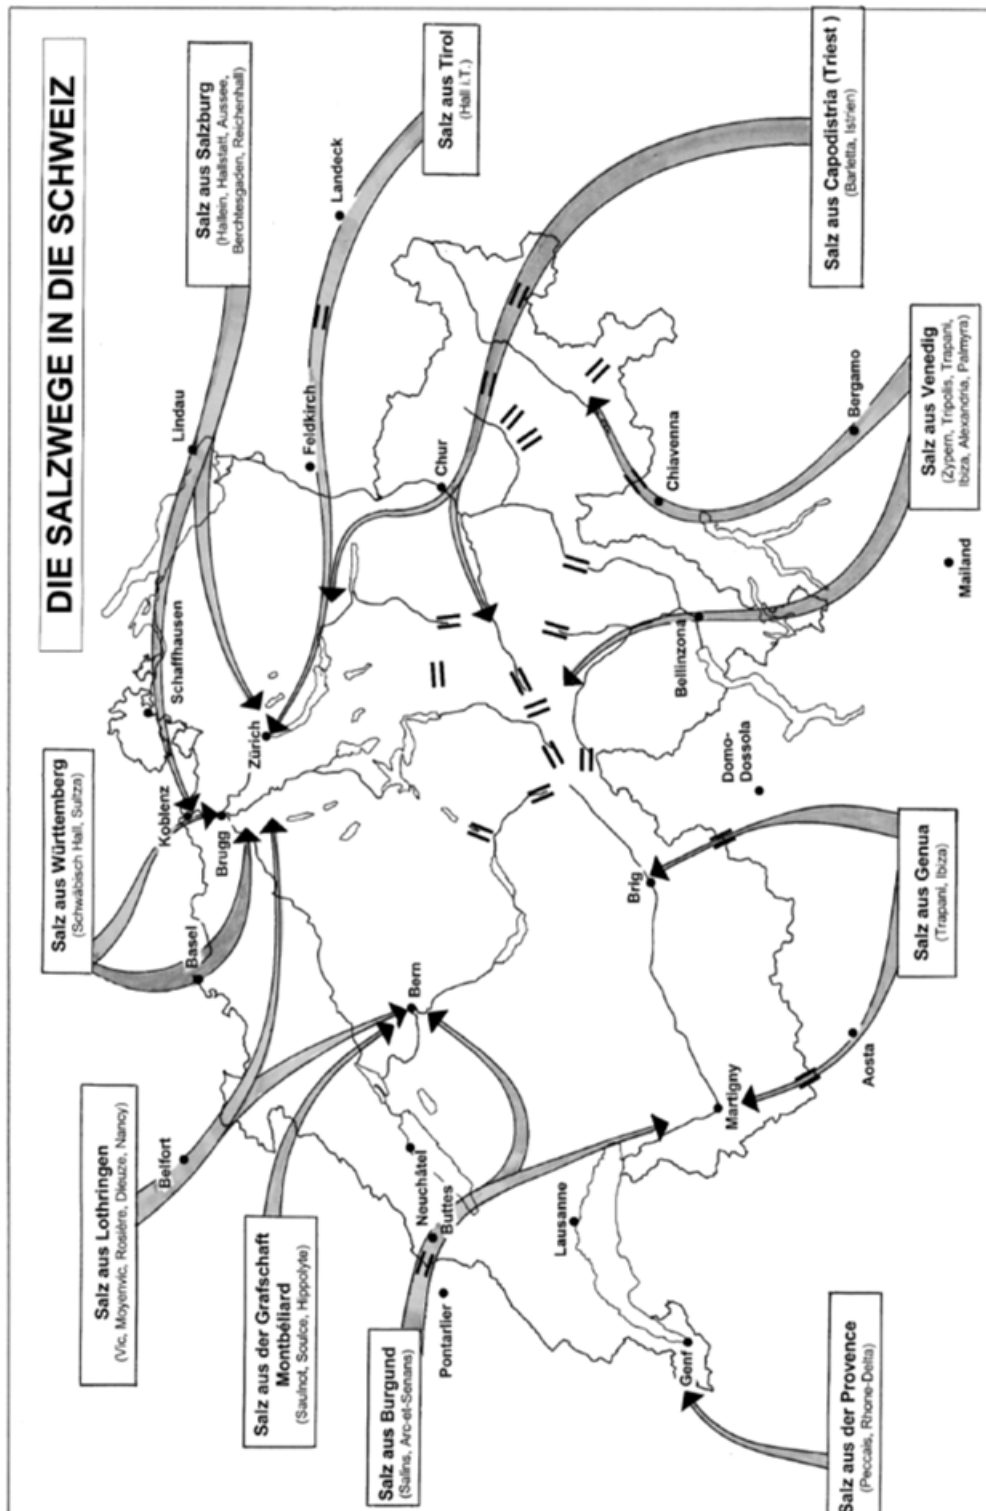 DIE SALZWEGE IN DIE SCHWEIZ
Salz aus Württemberg
(Schwäbisch Hall, Sultza)
Salz aus Salzburg
(Hallein, Hallstatt, Aussee,
Berchtesgaden, Reichenhall)
Salz aus Lothringen
(Vic, Moyenvic, Rosière, Dieuze, Nancy)
Salz aus Tirol
(Hall i.T.)
Salz aus der Grafschaft
Montbéliard
(Saulnot, Soulce, Hippolyte)
Salz aus Burgund
(Salins, Arc-et-Senans)
Salz aus Capodistria (Triest )
(Barletta, Istrien)
Salz aus Venedig
(Zypern, Tripolis, Trapani,
Ibiza, Alexandria, Palmyra)
Salz aus Genua
(Trapani, Ibiza)
Salz aus der Provence
(Peccais, Rhone-Delta)
Schaffhausen
Lindau
Koblenz
Basel
Brugg
Zürich
Belfort
Feldkirch
Landeck
Bern
Chur
Neuchâtel
Buttes
Pontarlier
Lausanne
Brig
Chiavenna
Bellinzona
Genf
Martigny
Domo-
Dossola
Aosta
Bergamo
Mailand